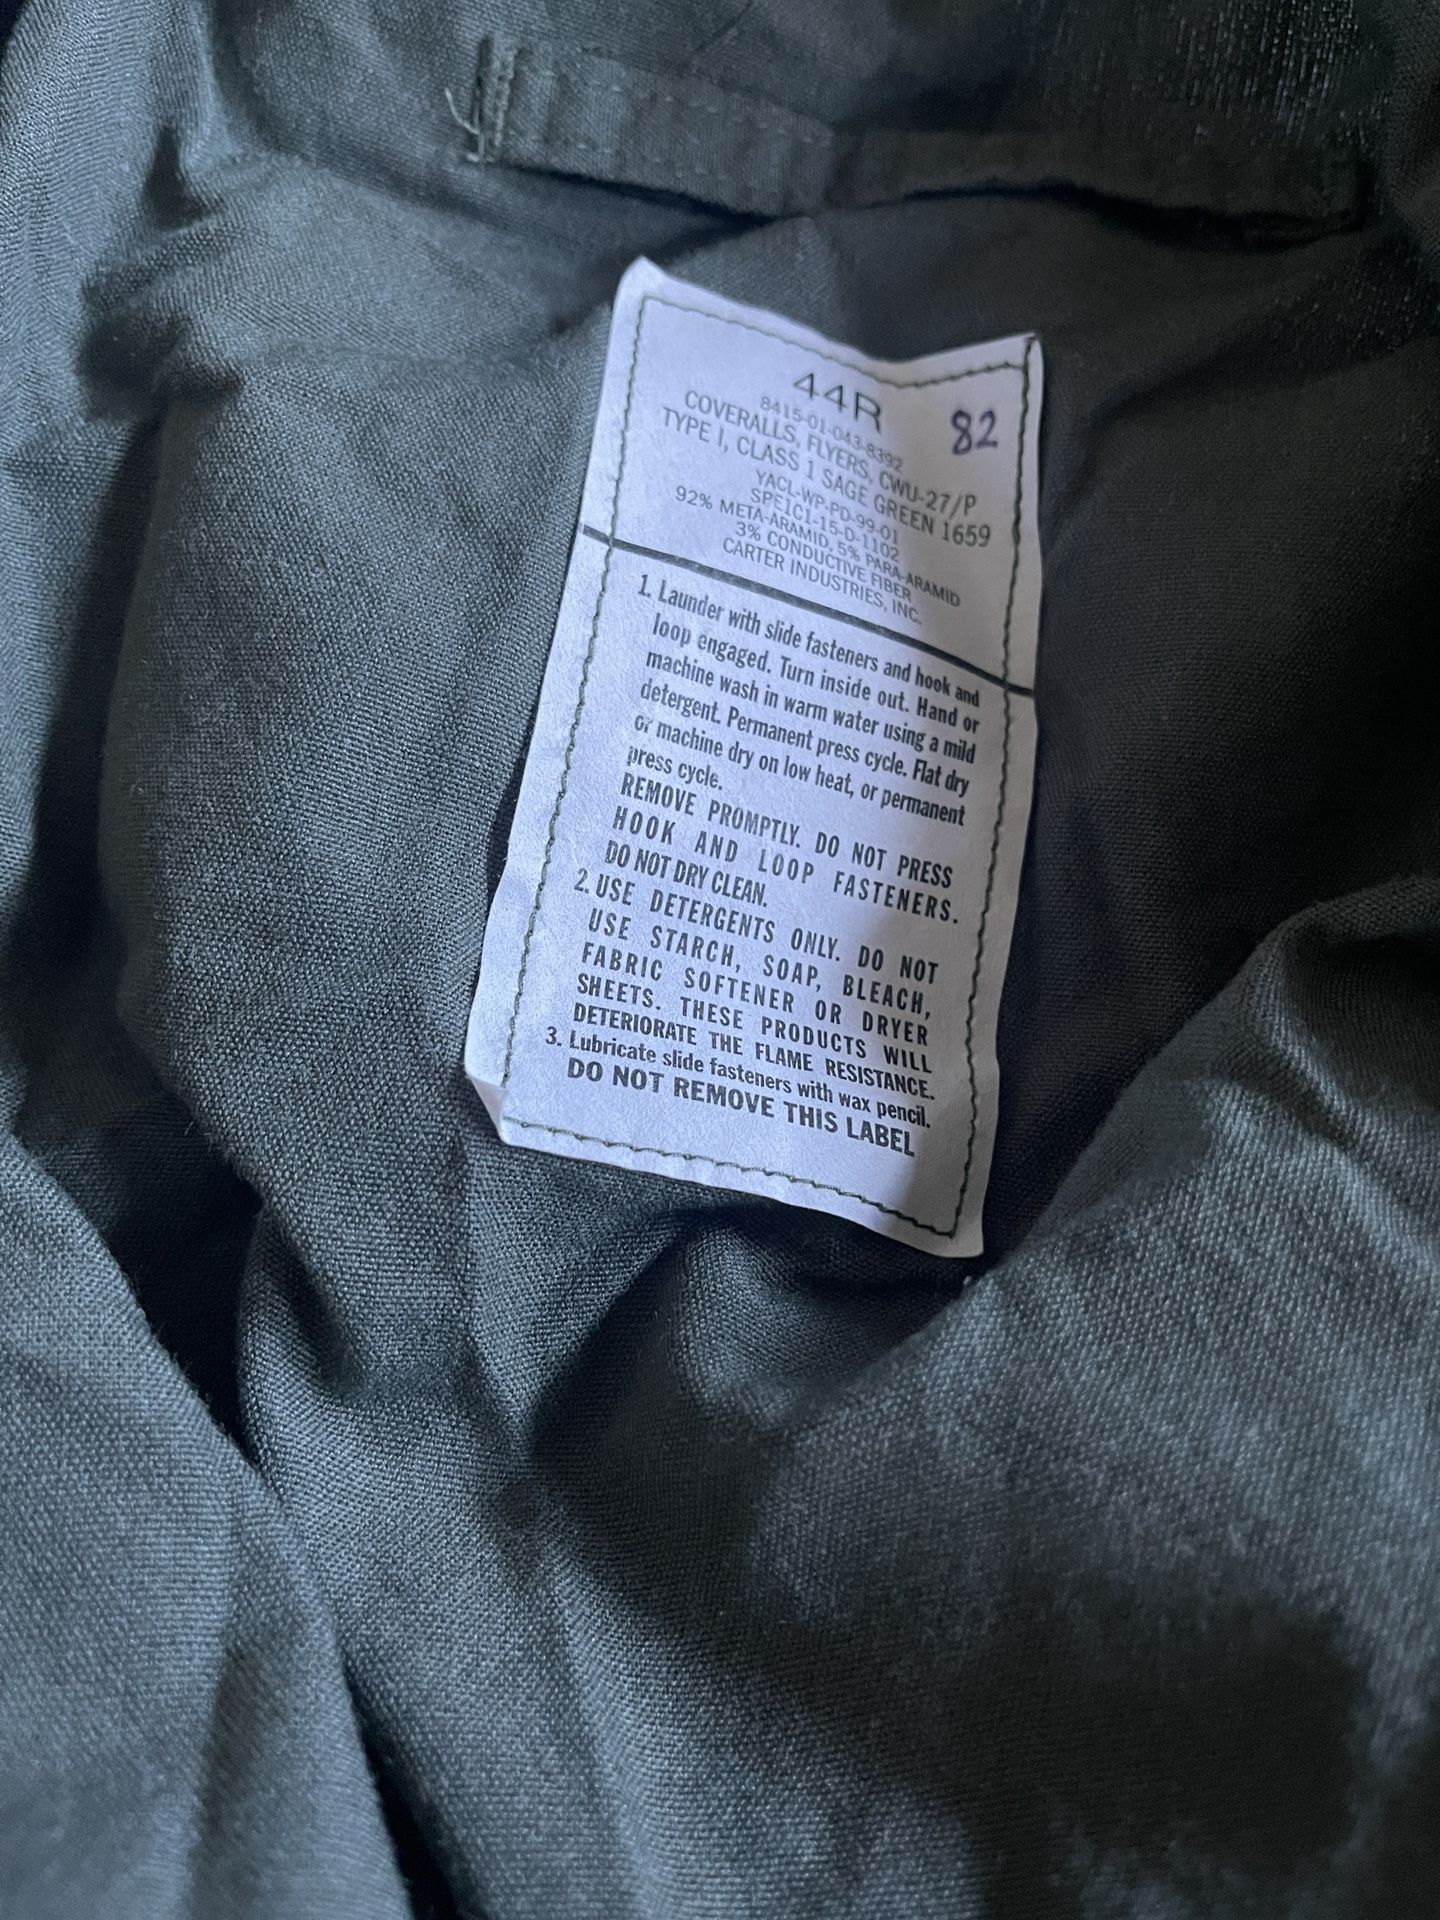 44R
82
8415-01-043-8392
COVERALLS, FLYERS, CWU-27/P
TYPE I, CLASS 1 SAGE GREEN 1659
YACL-WP-PD-99-01
SPE1C1-15-D-1102
92% META-ARAMID, 5% PARA-ARAMID
3% CONDUCTIVE FIBER
CARTER INDUSTRIES, INC.
1. Launder with slide fasteners and hook and
loop engaged. Turn inside out. Hand or
machine wash in warm water using a mild
detergent. Permanent press cycle. Flat dry
or machine dry on low heat, or permanent
press cycle.
REMOVE PROMPTLY. DO NOT PRESS
HOOK AND LOOP FASTENERS.
DO NOT DRY CLEAN.
2. USE DETERGENTS ONLY. DO NOT
USE STARCH, SOAP, BLEACH,
FABRIC SOFTENER OR DRYER
SHEETS. THESE PRODUCTS WILL
DETERIORATE THE FLAME RESISTANCE.
3. Lubricate slide fasteners with wax pencil.
DO NOT REMOVE THIS LABEL